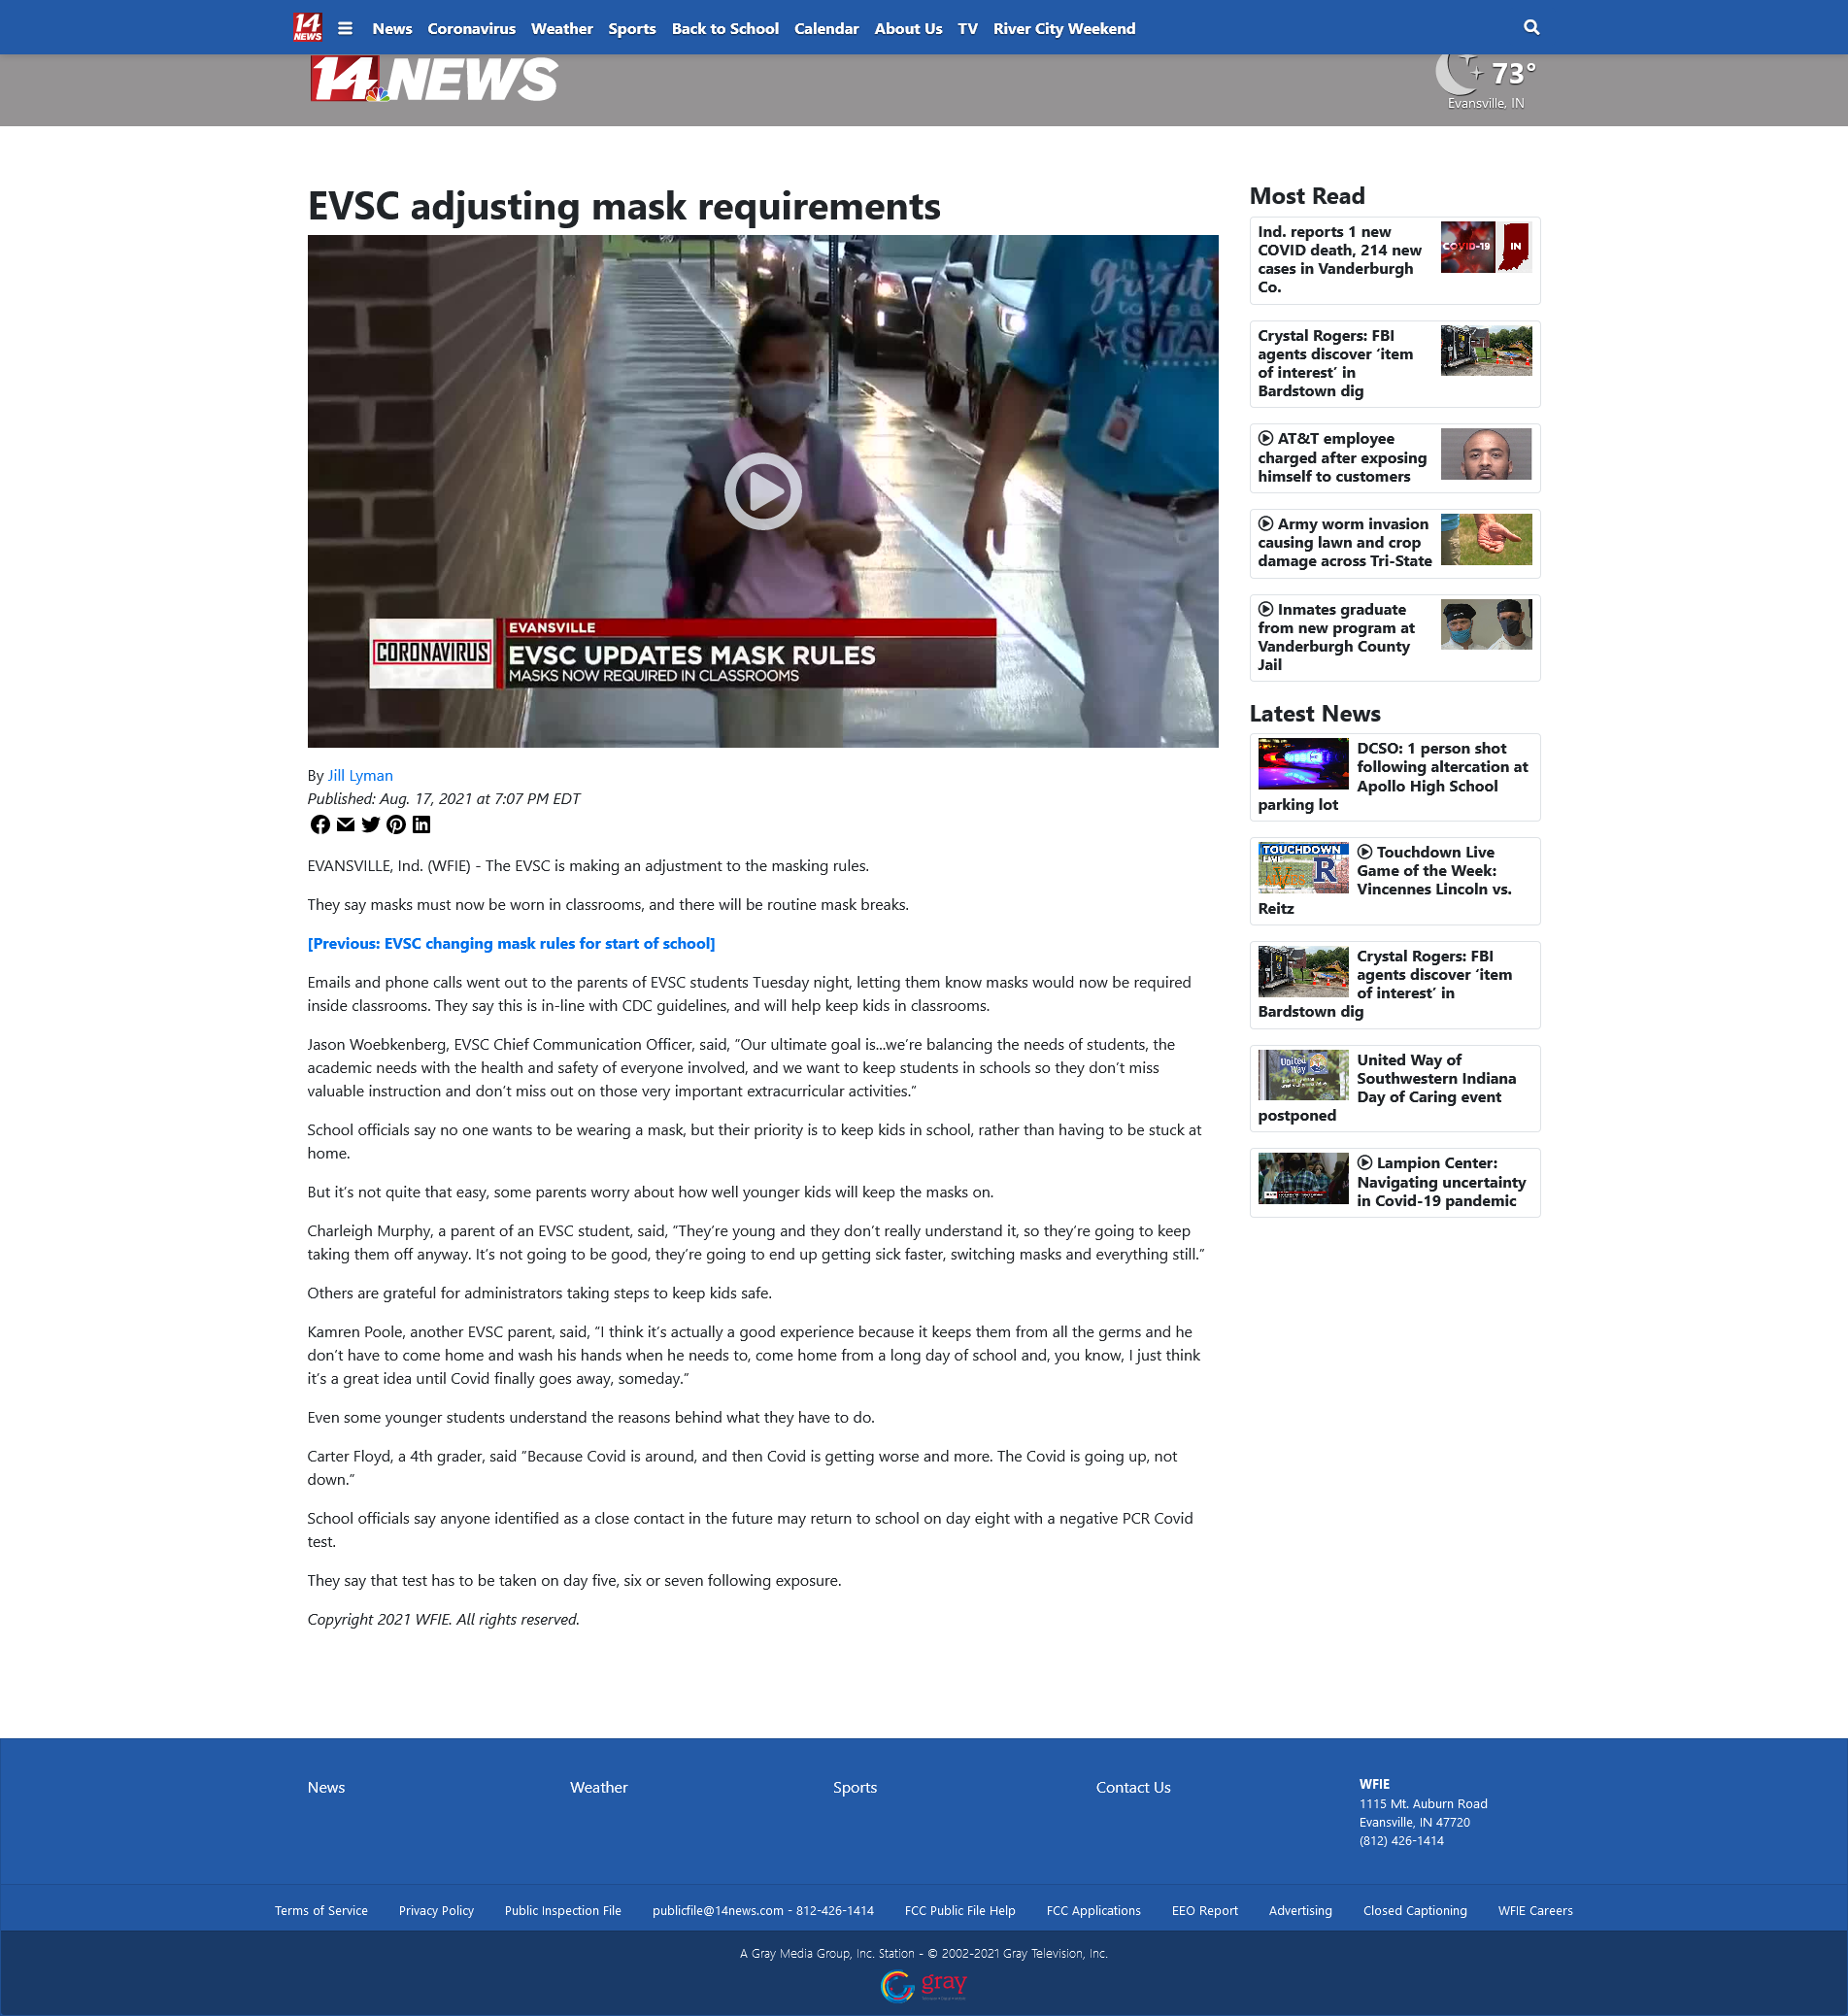 14 NEWS News Coronavirus Weather Sports Back to School Calendar About Us TV River City Weekend
14 NEWS
73°
Evansville, IN
EVSC adjusting mask requirements
great
to be a
STAR
EVANSVILLE
CORONAVIRUS
EVSC UPDATES MASK RULES
MASKS NOW REQUIRED IN CLASSROOMS
By Jill Lyman
Published: Aug. 17, 2021 at 7:07 PM EDT
EVANSVILLE, Ind. (WFIE) - The EVSC is making an adjustment to the masking rules.
They say masks must now be worn in classrooms, and there will be routine mask breaks.
[Previous: EVSC changing mask rules for start of school]
Emails and phone calls went out to the parents of EVSC students Tuesday night, letting them know masks would now be required
inside classrooms. They say this is in-line with CDC guidelines, and will help keep kids in classrooms.
Jason Woebkenberg, EVSC Chief Communication Officer, said, “Our ultimate goal is...we’re balancing the needs of students, the
academic needs with the health and safety of everyone involved, and we want to keep students in schools so they don’t miss
valuable instruction and don’t miss out on those very important extracurricular activities.”
School officials say no one wants to be wearing a mask, but their priority is to keep kids in school, rather than having to be stuck at
home.
But it’s not quite that easy, some parents worry about how well younger kids will keep the masks on.
Charleigh Murphy, a parent of an EVSC student, said, “They’re young and they don’t really understand it, so they’re going to keep
taking them off anyway. It’s not going to be good, they’re going to end up getting sick faster, switching masks and everything still.”
Others are grateful for administrators taking steps to keep kids safe.
Kamren Poole, another EVSC parent, said, “I think it’s actually a good experience because it keeps them from all the germs and he
don’t have to come home and wash his hands when he needs to, come home from a long day of school and, you know, I just think
it’s a great idea until Covid finally goes away, someday.”
Even some younger students understand the reasons behind what they have to do.
Carter Floyd, a 4th grader, said “Because Covid is around, and then Covid is getting worse and more. The Covid is going up, not
down.”
School officials say anyone identified as a close contact in the future may return to school on day eight with a negative PCR Covid
test.
They say that test has to be taken on day five, six or seven following exposure.
Copyright 2021 WFIE. All rights reserved.
Most Read
Ind. reports 1 new
COVID death, 214 new
cases in Vanderburgh
Co.
COVID-19 IN
Crystal Rogers: FBI
agents discover ‘item
of interest’ in
Bardstown dig
AT&T employee
charged after exposing
himself to customers
Army worm invasion
causing lawn and crop
damage across Tri-State
Inmates graduate
from new program at
Vanderburgh County
Jail
Latest News
DCSO: 1 person shot
following altercation at
Apollo High School
parking lot
TOUCHDOWN
LIVE
R
Touchdown Live
Game of the Week:
Vincennes Lincoln vs.
Reitz
Crystal Rogers: FBI
agents discover ‘item
of interest’ in
Bardstown dig
United
Way
United Way of
Southwestern Indiana
Day of Caring event
postponed
Lampion Center:
Navigating uncertainty
in Covid-19 pandemic
News
Weather
Sports
Contact Us
WFIE
1115 Mt. Auburn Road
Evansville, IN 47720
(812) 426-1414
Terms of Service Privacy Policy Public Inspection File publicfile@14news.com - 812-426-1414 FCC Public File Help FCC Applications EEO Report Advertising Closed Captioning WFIE Careers
A Gray Media Group, Inc. Station - © 2002-2021 Gray Television, Inc.
gray